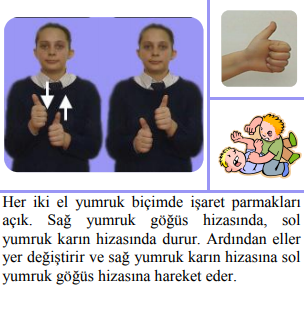 Her iki el yumruk biçimde işaret parmakları
açık. Sağ yumruk göğüs hizasında, sol
yumruk karın hizasında durur. Ardından eller
yer değiştirir ve sağ yumruk karın hizasına sol
yumruk göğüs hizasına hareket eder.